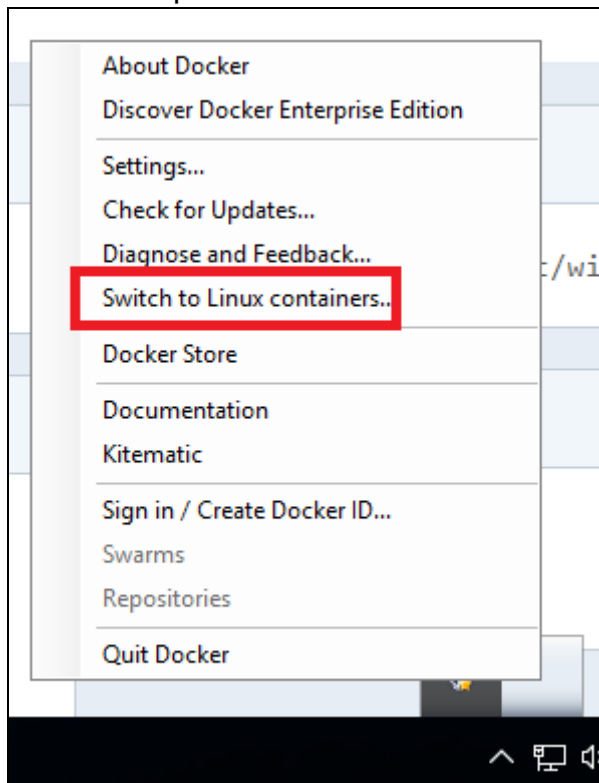 About Docker
Discover Docker Enterprise Edition
Settings...
Check for Updates...
Diagnose and Feedback...
:/wi
Switch to Linux containers..
Docker Store
Documentation
Kitematic
Sign in / Create Docker ID...
Swarms
Repositories
Quit Docker